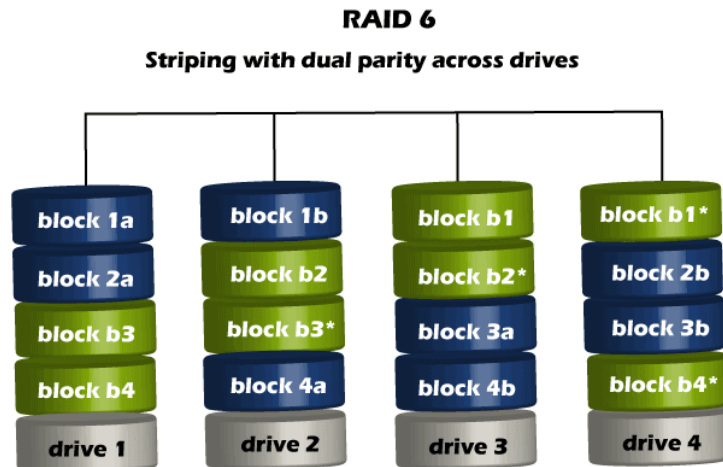 RAID 6
Striping with dual parity across drives
block 1a
block 1b
block b1
block b1*
block 2a
block b2
block b2*
block 2b
block b3
block b3*
block 3a
block 3b
block b4
block 4a
block 4b
block b4*
drive 1
drive 2
drive 3
drive 4